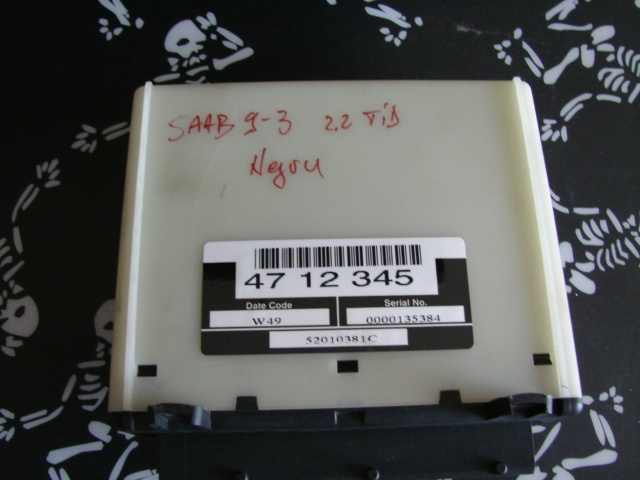 SAAB 9-3 2.2 TiD
Negru
47 12 345
Date Code
Serial No.
W49
0000135384
52010381C